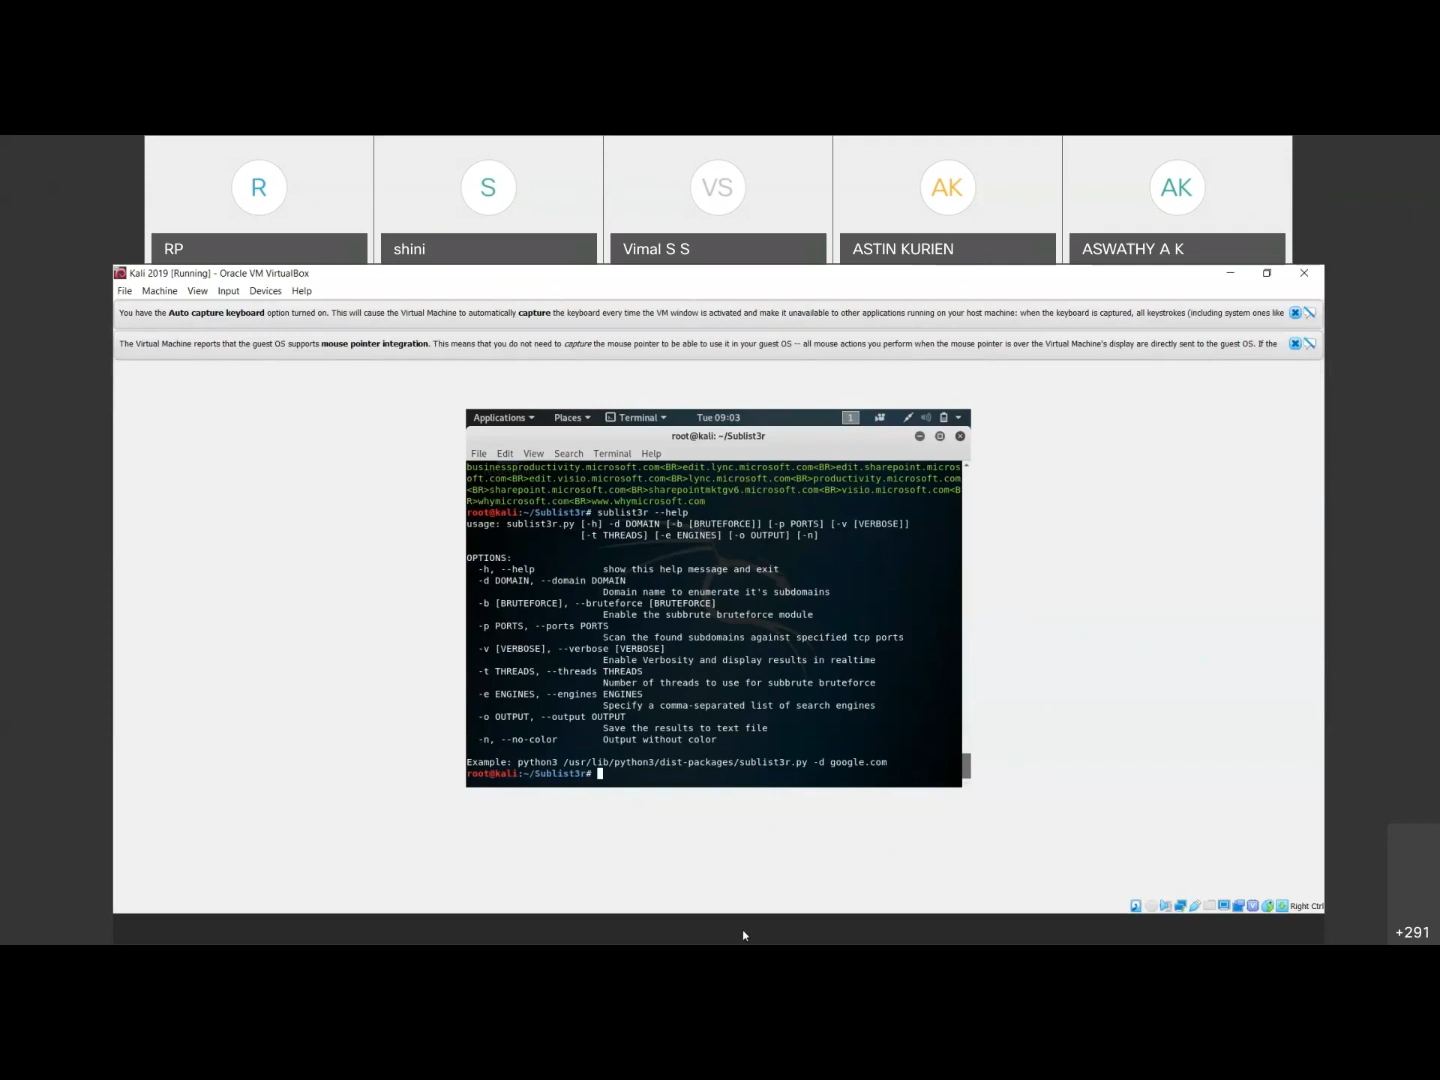 R
S
VS
AK
AK
RP
shini
Vimal S S
ASTIN KURIEN
ASWATHY A K
Kali 2019 [Running] - Oracle VM VirtualBox
File Machine View Input Devices Help
You have the Auto capture keyboard option turned on. This will cause the Virtual Machine to automatically capture the keyboard every time the VM window is activated and make it unavailable to other applications running on your host machine: when the keyboard is captured, all keystrokes (including system ones like
The Virtual Machine reports that the guest OS supports mouse pointer integration. This means that you do not need to capture the mouse pointer to be able to use it in your guest OS -- all mouse actions you perform when the mouse pointer is over the Virtual Machine's display are directly sent to the guest OS. If the
Applications Places Terminal Tue 09:03 1
root@kali: ~/Sublist3r
File Edit View Search Terminal Help
businessproductivity.microsoft.com<BR>edit.lync.microsoft.com<BR>edit.sharepoint.micros
oft.com<BR>edit.visio.microsoft.com<BR>lync.microsoft.com<BR>productivity.microsoft.com
<BR>sharepoint.microsoft.com<BR>sharepointmktgv6.microsoft.com<BR>visio.microsoft.com<B
R>whymicrosoft.com<BR>www.whymicrosoft.com
root@kali:~/Sublist3r# sublist3r --help
usage: sublist3r.py [-h] -d DOMAIN [-b [BRUTEFORCE]] [-p PORTS] [-v [VERBOSE]]
[-t THREADS] [-e ENGINES] [-o OUTPUT] [-n]
OPTIONS:
-h, --help show this help message and exit
-d DOMAIN, --domain DOMAIN
Domain name to enumerate it's subdomains
-b [BRUTEFORCE], --bruteforce [BRUTEFORCE]
Enable the subbrute bruteforce module
-p PORTS, --ports PORTS
Scan the found subdomains against specified tcp ports
-v [VERBOSE], --verbose [VERBOSE]
Enable Verbosity and display results in realtime
-t THREADS, --threads THREADS
Number of threads to use for subbrute bruteforce
-e ENGINES, --engines ENGINES
Specify a comma-separated list of search engines
-o OUTPUT, --output OUTPUT
Save the results to text file
-n, --no-color Output without color
Example: python3 /usr/lib/python3/dist-packages/sublist3r.py -d google.com
root@kali:~/Sublist3r#
Right Ctrl
+291